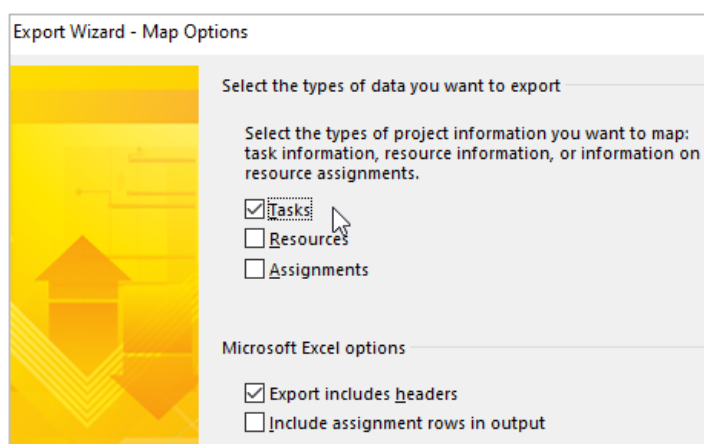 Export Wizard - Map Options
Select the types of data you want to export
Select the types of project information you want to map:
task information, resource information, or information on
resource assignments.
Tasks
Resources
Assignments
Microsoft Excel options
Export includes headers
Include assignment rows in output